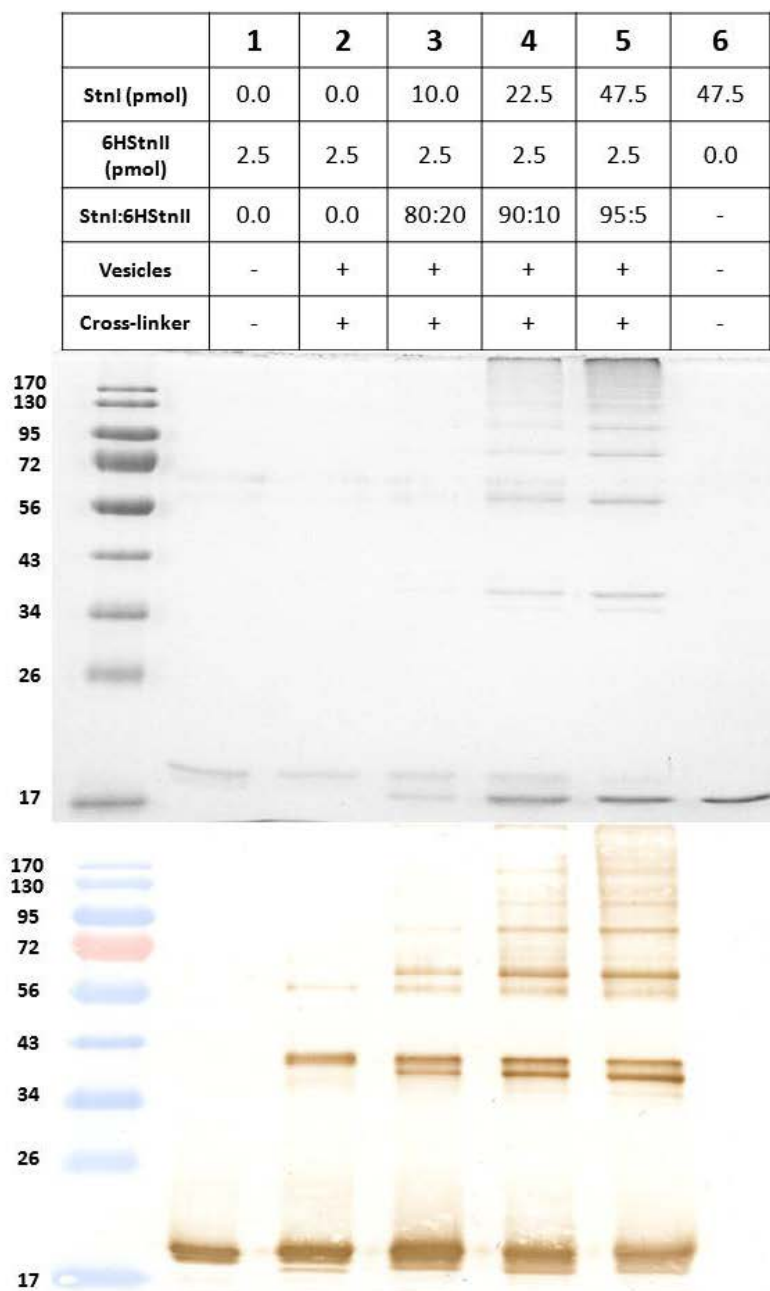 1 2 3 4 5 6
StnI (pmol) 0.0 0.0 10.0 22.5 47.5 47.5
6HStnII
(pmol) 2.5 2.5 2.5 2.5 2.5 0.0
StnI:6HStnII 0.0 0.0 80:20 90:10 95:5 -
Vesicles - + + + + -
Cross-linker - + + + + -
170
130
95
72
56
43
34
26
17
170
130
95
72
56
43
34
26
17